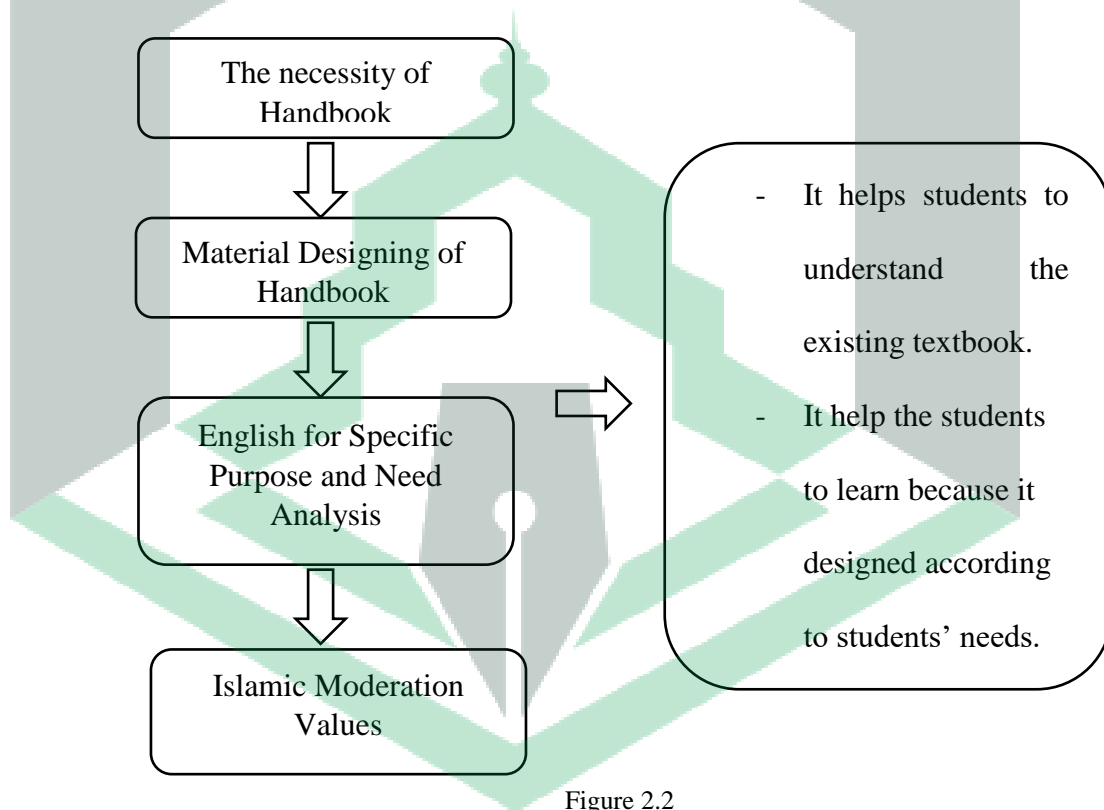 The necessity of
Handbook
Material Designing of
Handbook
English for Specific
Purpose and Need
Analysis
Islamic Moderation
Values
- It helps students to
understand the
existing textbook.
- It help the students
to learn because it
designed according
to students’ needs.
Figure 2.2